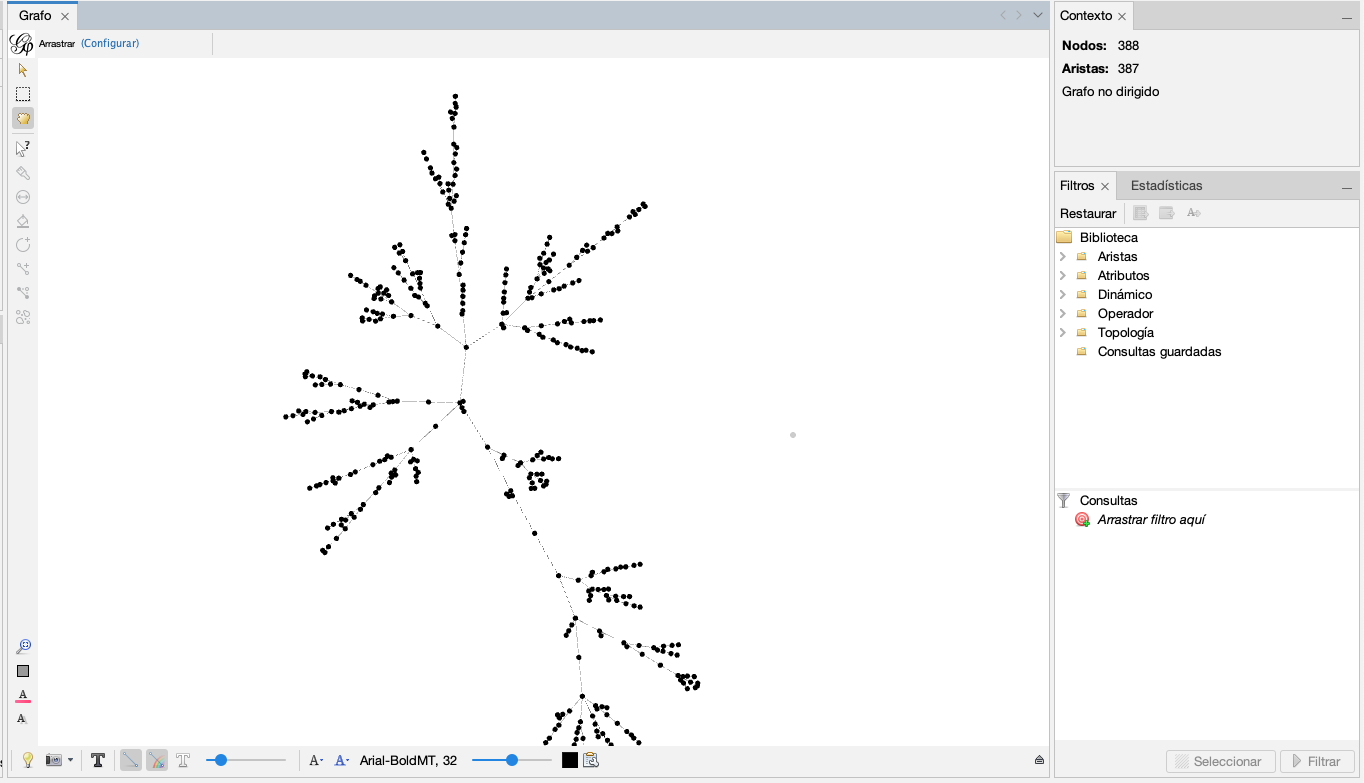 Grafo
Arrastrar (Configurar)
Contexto
Nodos: 388
Aristas: 387
Grafo no dirigido
Filtros
Estadísticas
Restaurar
Biblioteca
Aristas
Atributos
Dinámico
Operador
Topología
Consultas guardadas
Consultas
Arrastrar filtro aquí
Seleccionar
Filtrar
T
T
A-
A-
Arial-BoldMT, 32
A
A